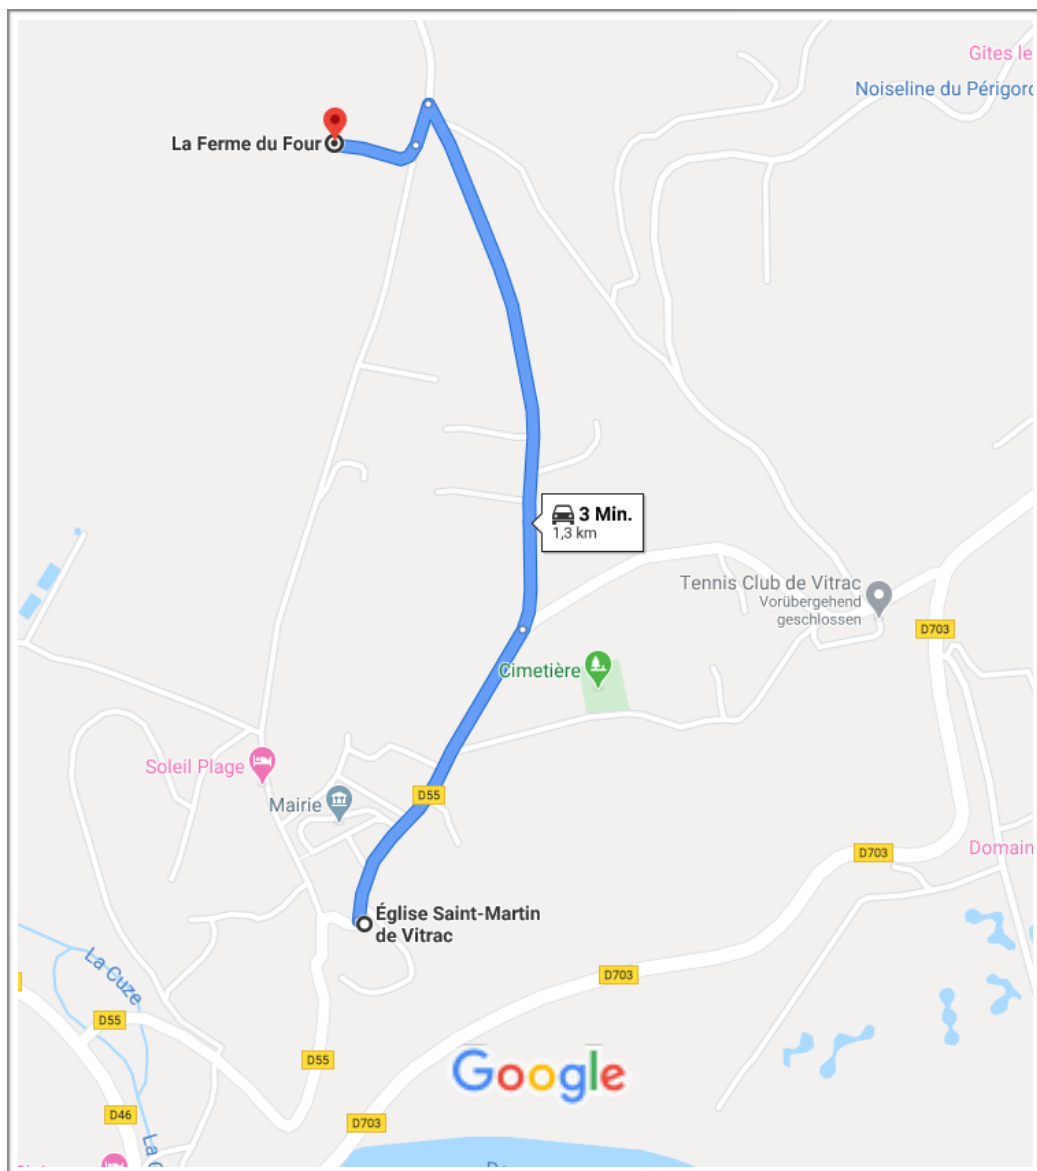 Gites le
Noiseline du Périgord
La Ferme du Four
3 Min.
1,3 km
Tennis Club de Vitrac
Vorübergehend
geschlossen
D703
Cimetière
Soleil Plage
Mairie
D55
D703
Domain
Église Saint-Martin
de Vitrac
La Cuze
D703
D55
D55
Google
D46
D703
La C